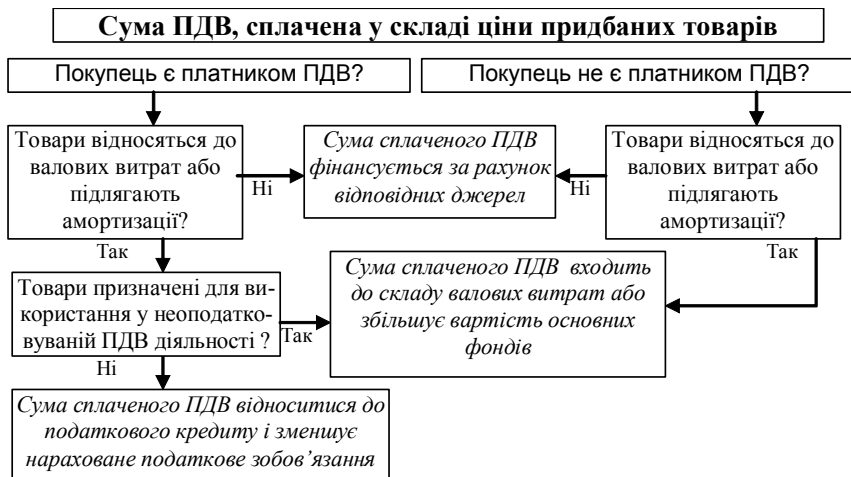 Сума ПДВ, сплачена у складі ціни придбаних товарів
Покупець є платником ПДВ?
Покупець не є платником ПДВ?
Товари відносяться до
валових витрат або
підлягають
амортизації?
Ні
Сума сплаченого ПДВ
фінансується за рахунок
відповідних джерел
Ні
Товари відносяться до
валових витрат або
підлягають
амортизації?
Так
Так
Товари призначені для ви-
користання у неоподатко-
вуваній ПДВ діяльності ?
Так
Сума сплаченого ПДВ входить
до складу валових витрат або
збільшує вартість основних
фондів
Ні
Сума сплаченого ПДВ відноситися до
податкового кредиту і зменшує
нараховане податкове зобов’язання